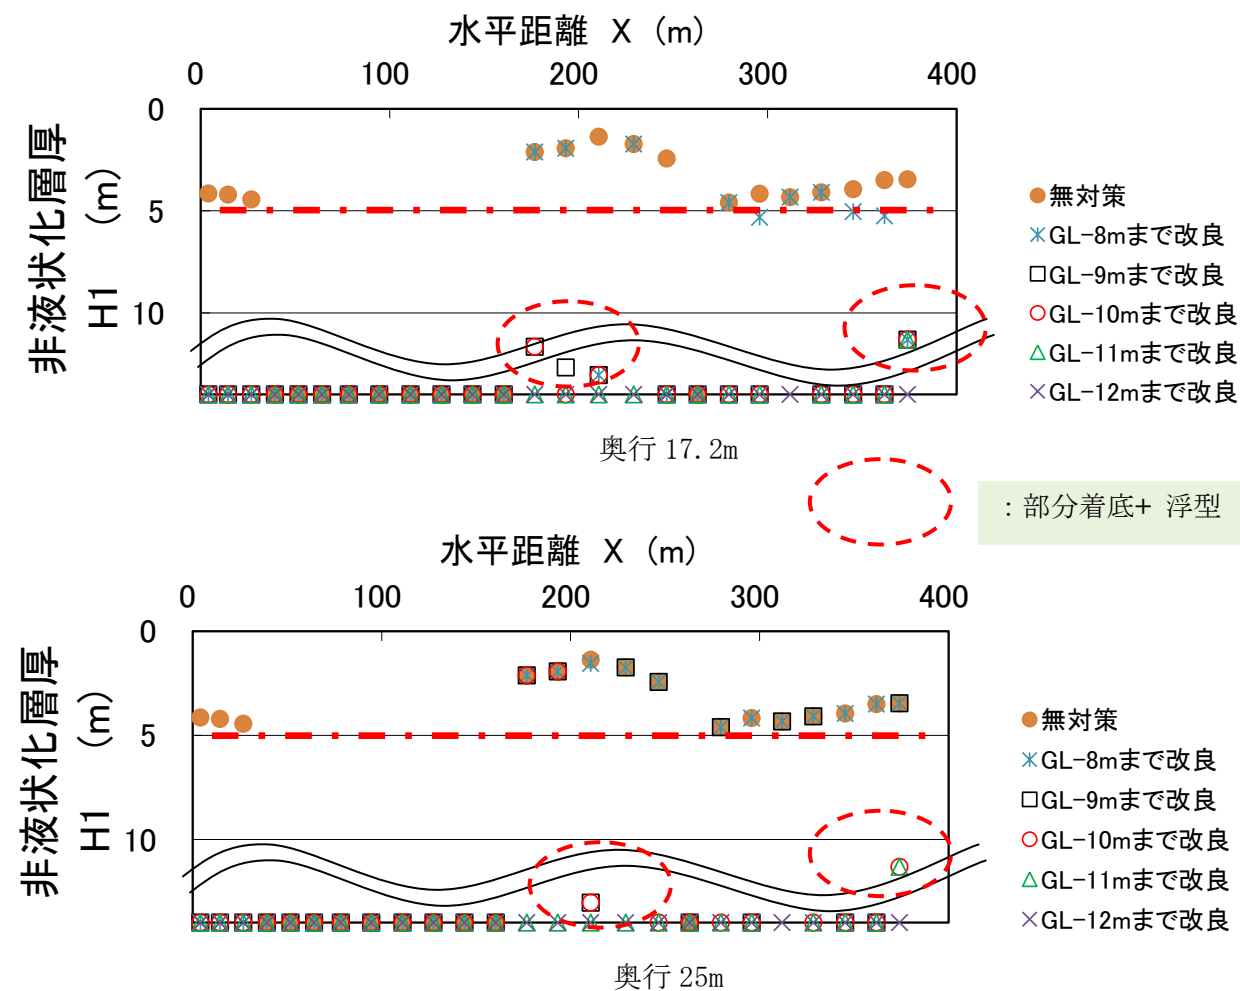 水平距離 X (m)
0 100 200 300 400
0
5
10
非液状化層厚
H1 (m)
無対策
GL-8mまで改良
GL-9mまで改良
GL-10mまで改良
GL-11mまで改良
GL-12mまで改良
奥行 17.2m
：部分着底+ 浮型
水平距離 X (m)
0 100 200 300 400
0
5
10
非液状化層厚
H1 (m)
無対策
GL-8mまで改良
GL-9mまで改良
GL-10mまで改良
GL-11mまで改良
GL-12mまで改良
奥行 25m